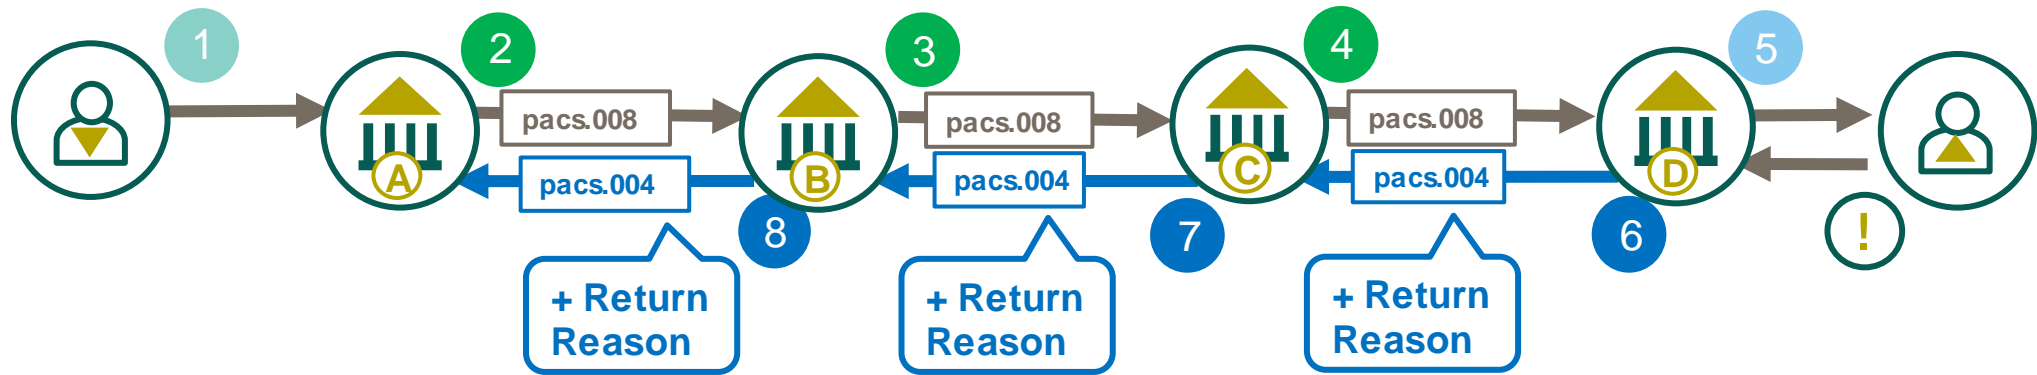 1
2
3
4
5
pacs.008
pacs.008
pacs.008
A
B
C
D
pacs.004
pacs.004
pacs.004
8
7
6
!
+ Return
Reason
+ Return
Reason
+ Return
Reason